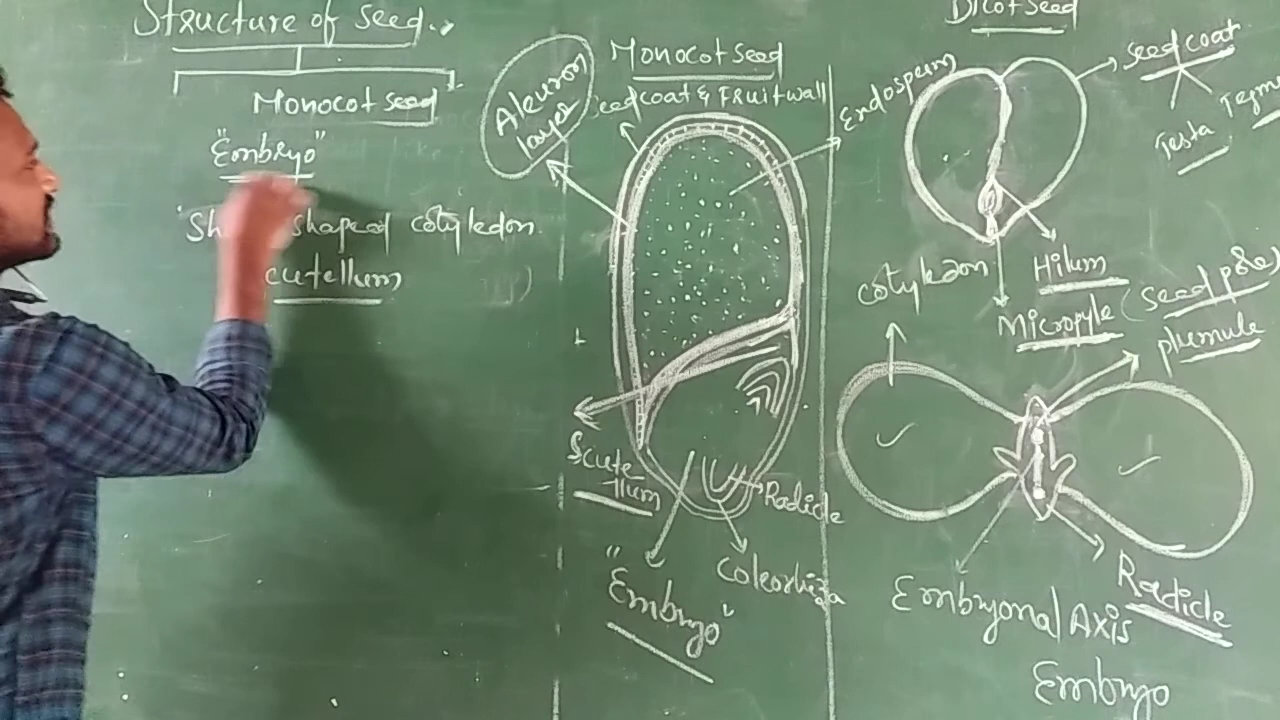 Structure of seed..
Monocot seed
"Embryo"
shaped cotyledon
cutellum
Aleuron
layer
Monocot seed
seed coat & Fruit wall
Endosperm
Scute-
llum
Radicle
Coleorhiza
"Embryo"
Dicot seed
Seed coat
Testa
Hilum
Micropyle (Seed pore)
cotyledon
plumule
Radicle
Embryonal Axis
Embryo